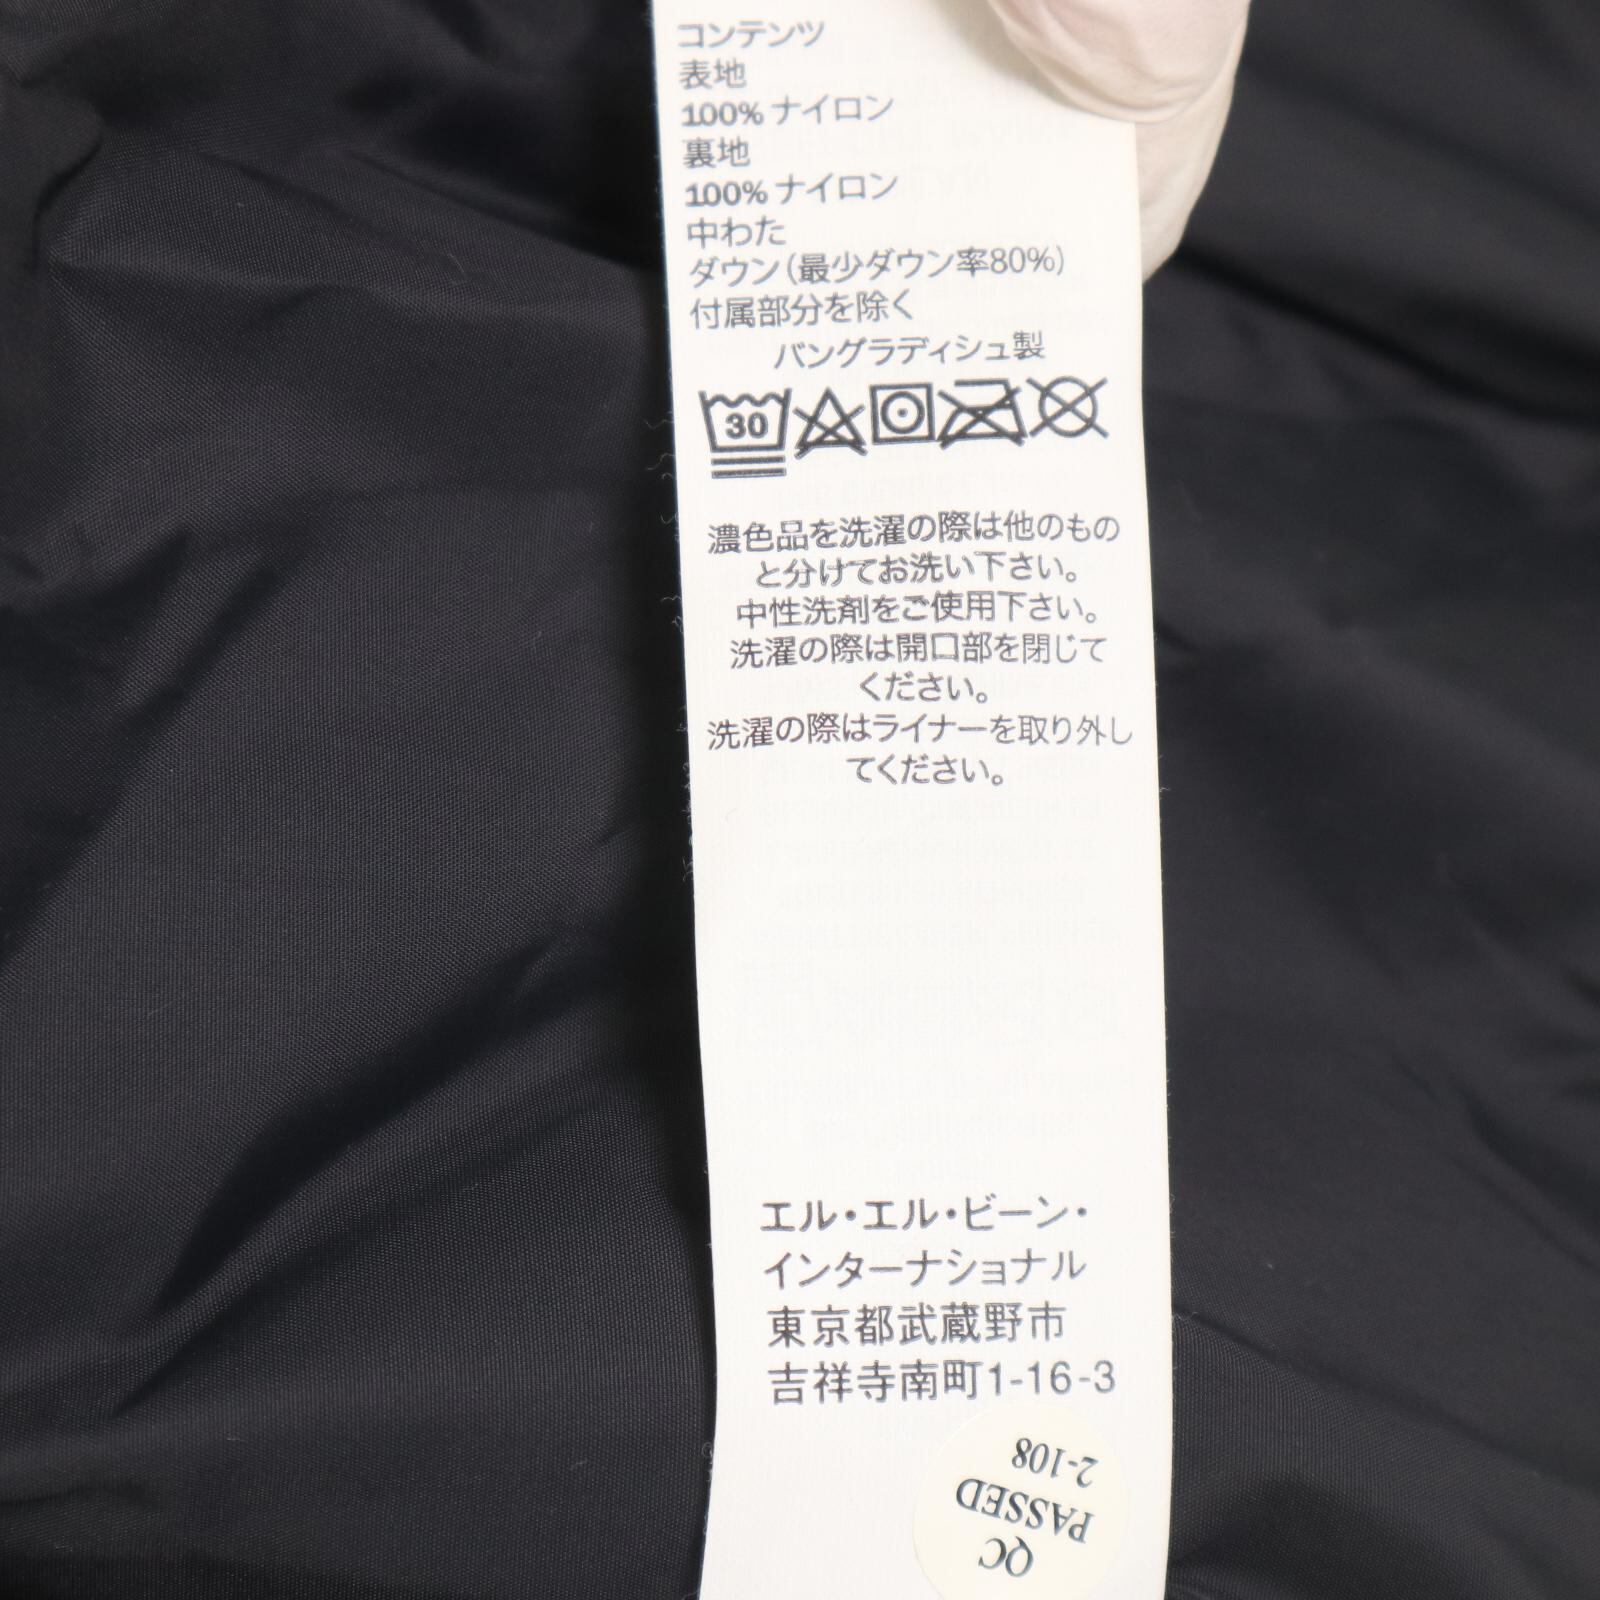 コンテンツ
表地
100% ナイロン
裏地
100% ナイロン
中わた
ダウン(最少ダウン率80%)
付属部分を除く
バングラディシュ製
30
濃色品を洗濯の際は他のもの
と分けてお洗い下さい。
中性洗剤をご使用下さい。
洗濯の際は開口部を閉じて
ください。
洗濯の際はライナーを取り外し
てください。
エル・エル・ビーン・
インターナショナル
東京都武蔵野市
吉祥寺南町1-16-3
QC
PASSED
2-108